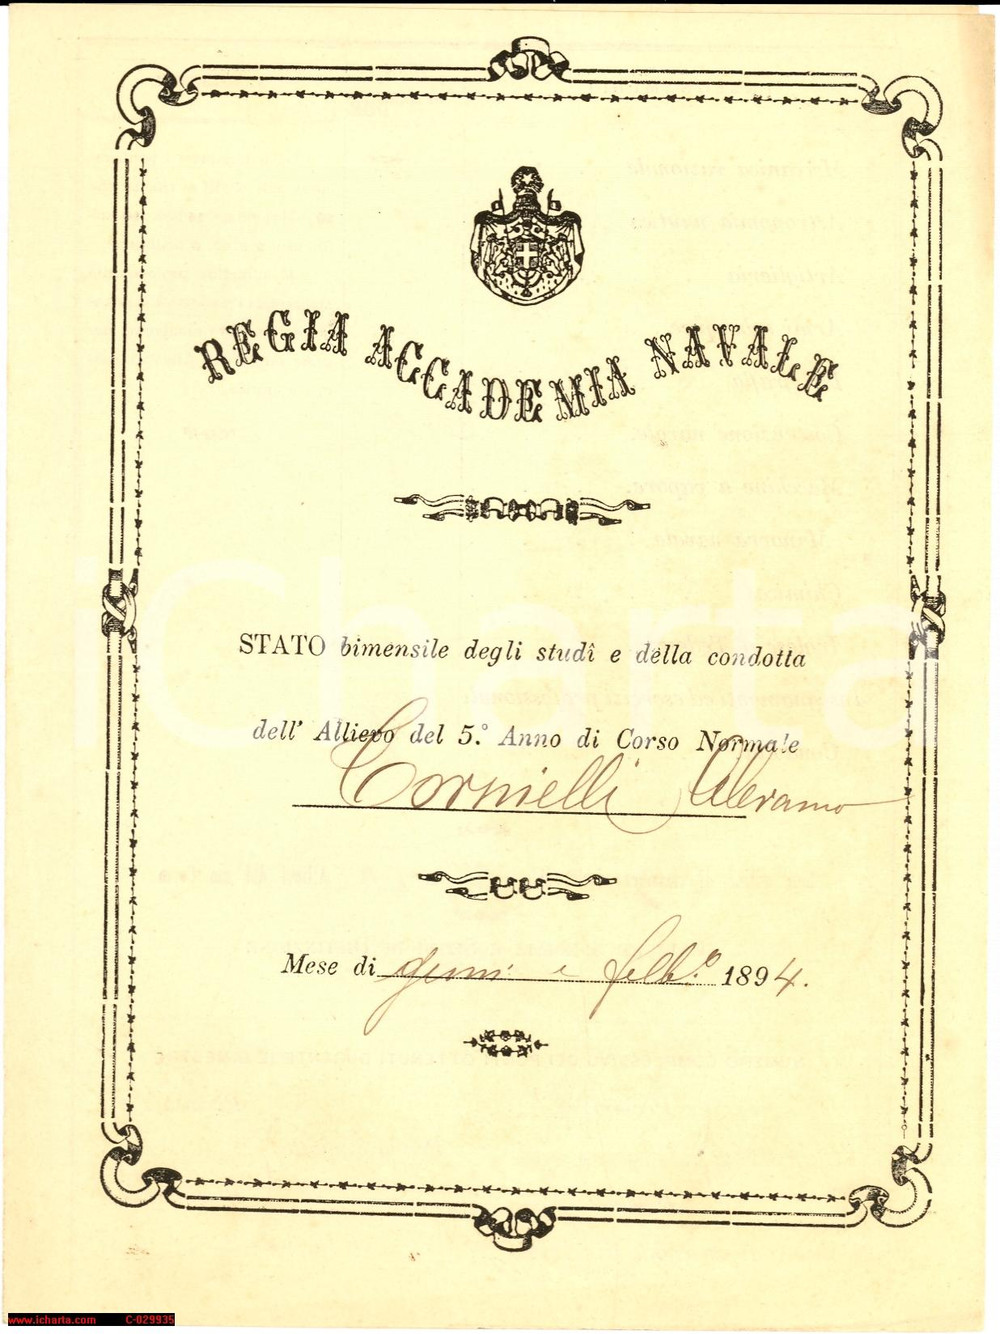 REGIA ACCADEMIA NAVALE
STATO bimensile degli studî e della condotta
dell' Allievo del 5.° Anno di Corso Normale
Cornielli Aleramo
Mese di genn: e febb.° 1894.
iCharta
www.icharta.com C-029935